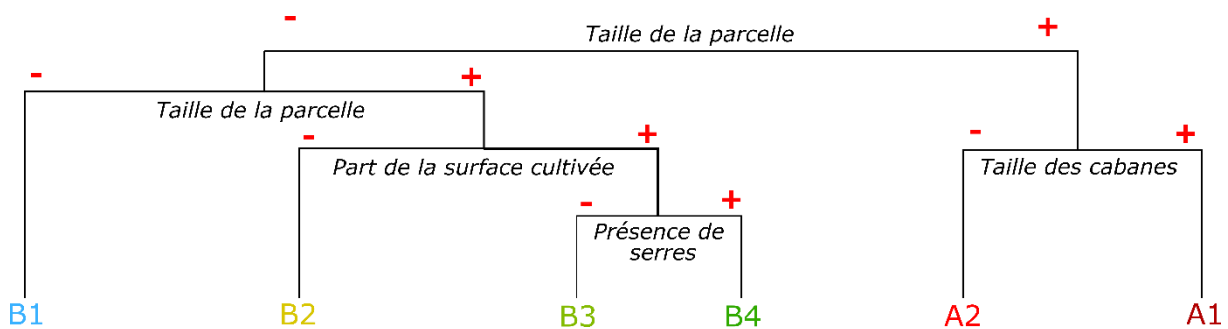 - Taille de la parcelle +
- +
Taille de la parcelle
- + - +
Part de la surface cultivée Taille des cabanes
- +
Présence de
serres
B1 B2 B3 B4 A2 A1